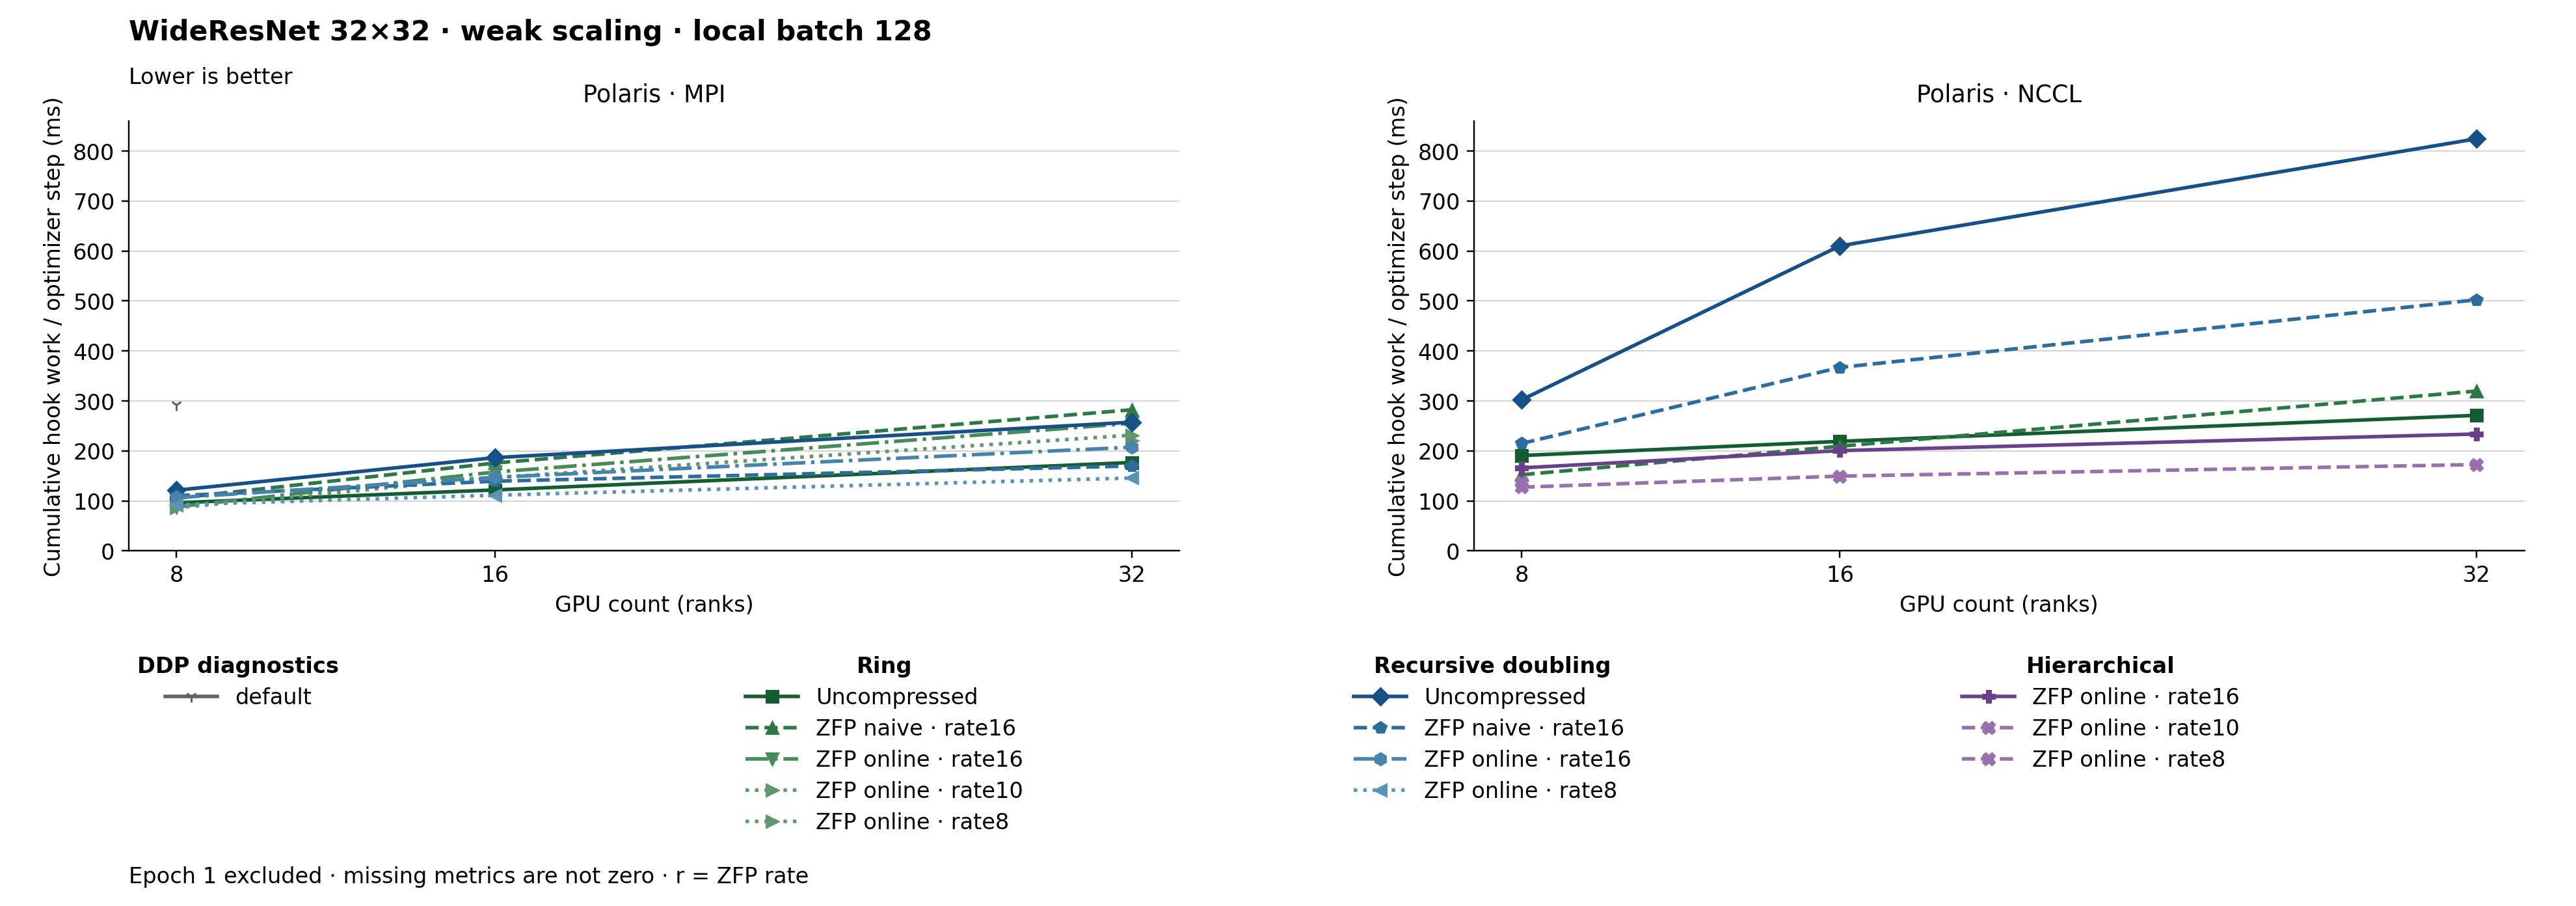 WideResNet 32×32 · weak scaling · local batch 128
Lower is better
Polaris · MPI
Cumulative hook work / optimizer step (ms)
800
700
600
500
400
300
200
100
0
8
16
32
GPU count (ranks)
Polaris · NCCL
Cumulative hook work / optimizer step (ms)
800
700
600
500
400
300
200
100
0
8
16
32
GPU count (ranks)
DDP diagnostics
default
Ring
Uncompressed
ZFP naive · rate16
ZFP online · rate16
ZFP online · rate10
ZFP online · rate8
Recursive doubling
Uncompressed
ZFP naive · rate16
ZFP online · rate16
ZFP online · rate8
Hierarchical
ZFP online · rate16
ZFP online · rate10
ZFP online · rate8
Epoch 1 excluded · missing metrics are not zero · r = ZFP rate